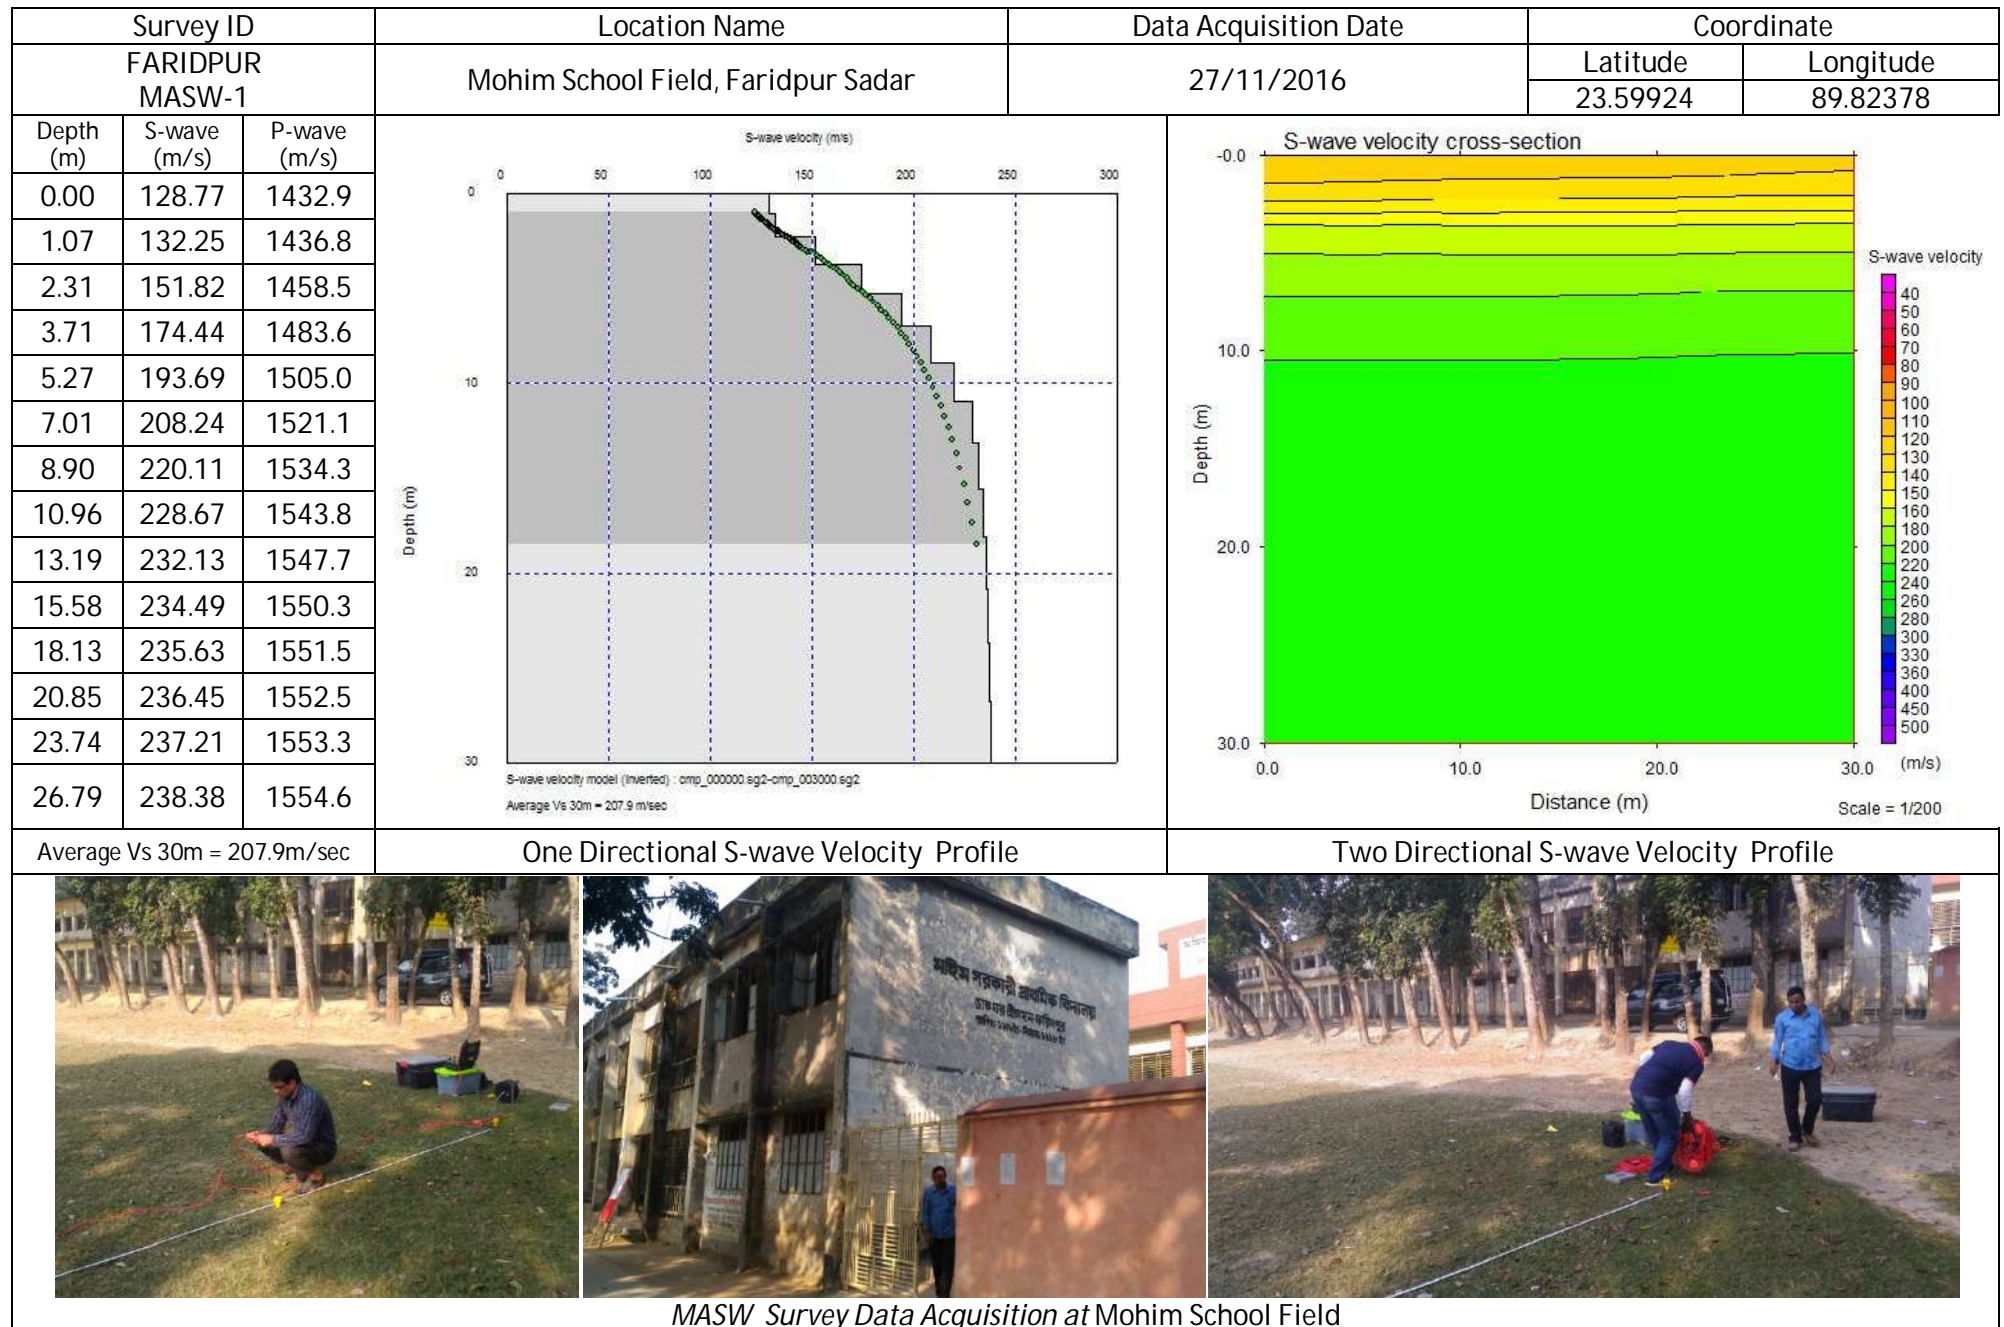 Survey ID Location Name Data Acquisition Date Coordinate
FARIDPUR
MASW-1
Mohim School Field, Faridpur Sadar
27/11/2016
Latitude Longitude
23.59924 89.82378
Depth (m) S-wave (m/s) P-wave (m/s)
0.00 128.77 1432.9
1.07 132.25 1436.8
2.31 151.82 1458.5
3.71 174.44 1483.6
5.27 193.69 1505.0
7.01 208.24 1521.1
8.90 220.11 1534.3
10.96 228.67 1543.8
13.19 232.13 1547.7
15.58 234.49 1550.3
18.13 235.63 1551.5
20.85 236.45 1552.5
23.74 237.21 1553.3
26.79 238.38 1554.6
S-wave velocity (m/s)
0 50 100 150 200 250 300
0
10
20
30
Depth (m)
S-wave velocity model (inverted) : cmp_000000.sg2-cmp_003000.sg2
Average Vs 30m = 207.9 m/sec
S-wave velocity cross-section
-0.0
10.0
20.0
30.0
Depth (m)
0.0 10.0 20.0 30.0
Distance (m)
Scale = 1/200
S-wave velocity
40
50
60
70
80
90
100
110
120
130
140
150
160
180
200
220
240
260
280
300
330
360
400
450
500
(m/s)
Average Vs 30m = 207.9m/sec
One Directional S-wave Velocity Profile
Two Directional S-wave Velocity Profile
মহিম সরকারী প্রাথমিক বিদ্যালয়
MASW Survey Data Acquisition at Mohim School Field